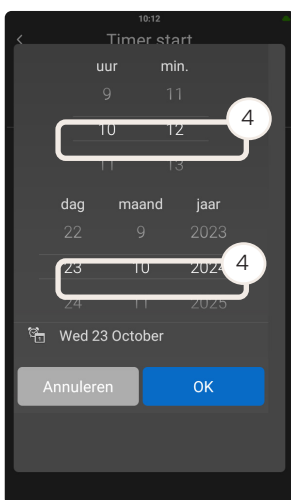 10:12
Timer start
uur min.
9 11
4
10 12
11 13
dag maand jaar
22 9 2023
4
23 10 2024
24 11 2025
Wed 23 October
Annuleren OK